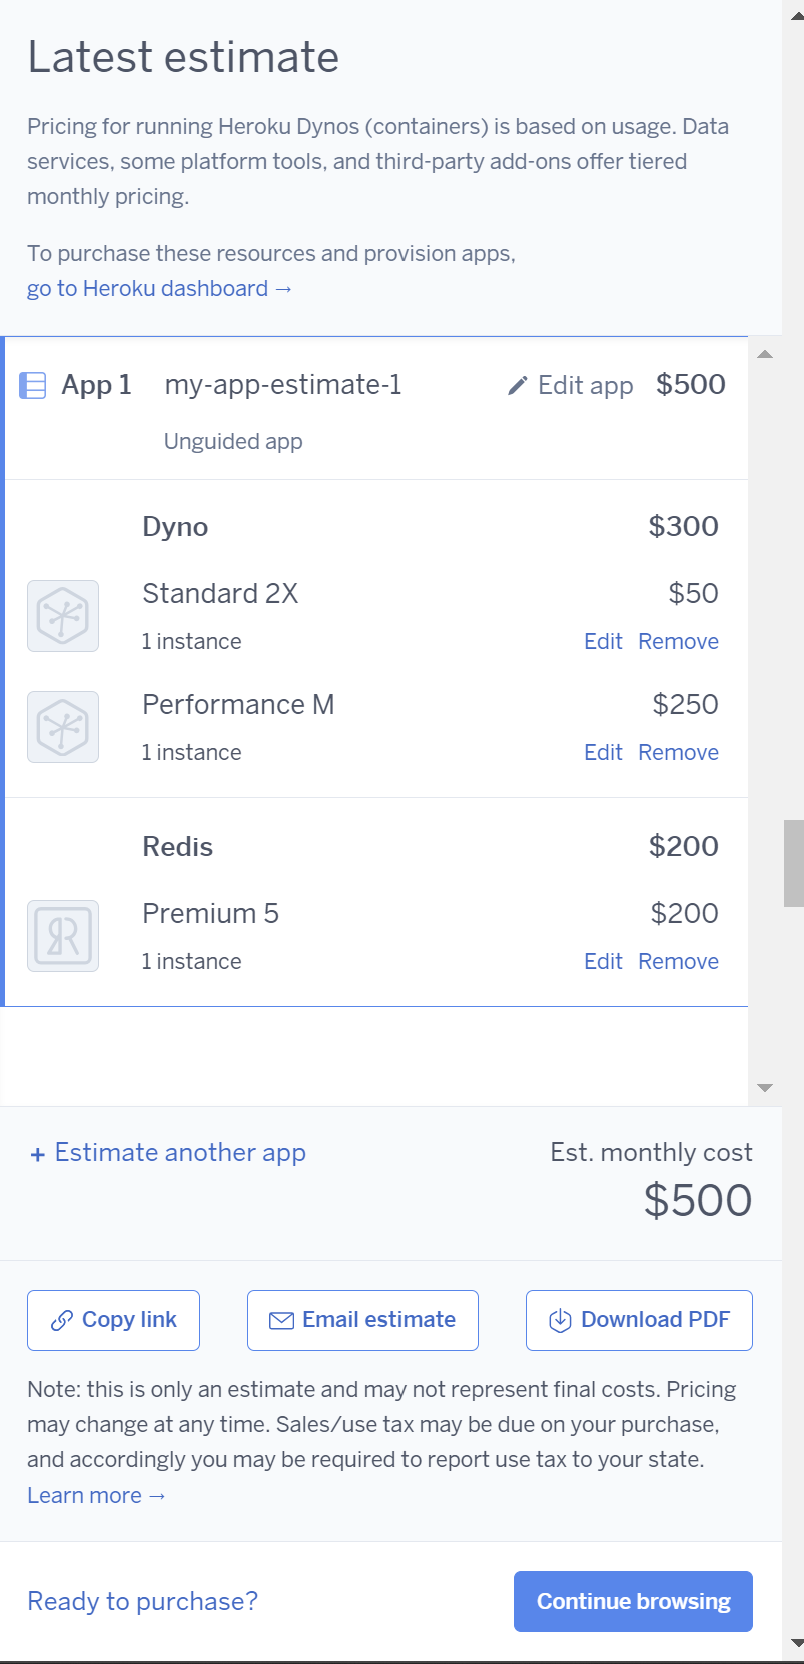 Latest estimate
Pricing for running Heroku Dynos (containers) is based on usage. Data
services, some platform tools, and third-party add-ons offer tiered
monthly pricing.
To purchase these resources and provision apps,
go to Heroku dashboard →
App 1 my-app-estimate-1 Edit app $500
Unguided app
Dyno $300
Standard 2X $50
1 instance Edit Remove
Performance M $250
1 instance Edit Remove
Redis $200
Premium 5 $200
1 instance Edit Remove
+ Estimate another app Est. monthly cost
$500
Copy link Email estimate Download PDF
Note: this is only an estimate and may not represent final costs. Pricing
may change at any time. Sales/use tax may be due on your purchase,
and accordingly you may be required to report use tax to your state.
Learn more →
Ready to purchase? Continue browsing